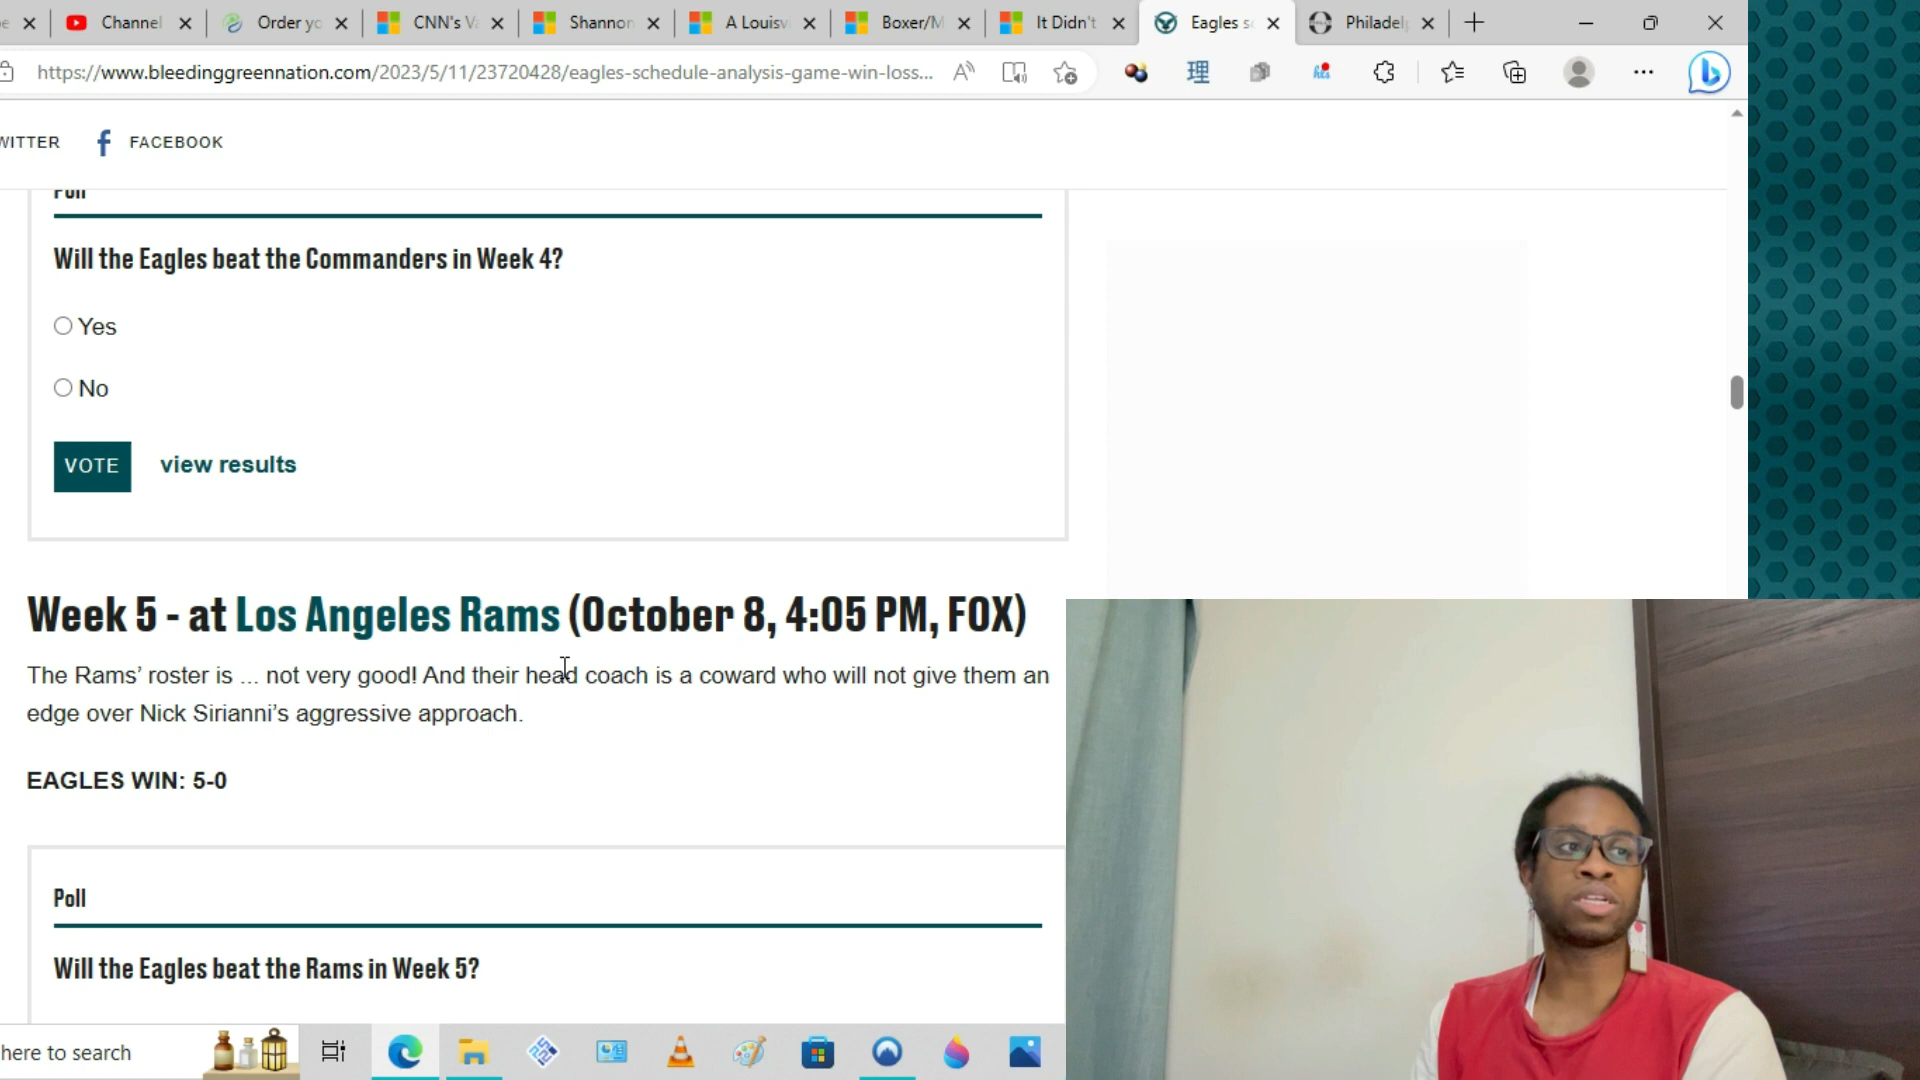 Channel
Order yo
CNN's V
Shannon
A Louisv
Boxer/M
It Didn't
Eagles s
Philadel
https://www.bleedinggreennation.com/2023/5/11/23720428/eagles-schedule-analysis-game-win-loss...
理
WITTER
FACEBOOK
Poll
Will the Eagles beat the Commanders in Week 4?
Yes
No
VOTE
view results
Week 5 - at Los Angeles Rams (October 8, 4:05 PM, FOX)
The Rams’ roster is ... not very good! And their head coach is a coward who will not give them an
edge over Nick Sirianni’s aggressive approach.
EAGLES WIN: 5-0
Poll
Will the Eagles beat the Rams in Week 5?
here to search